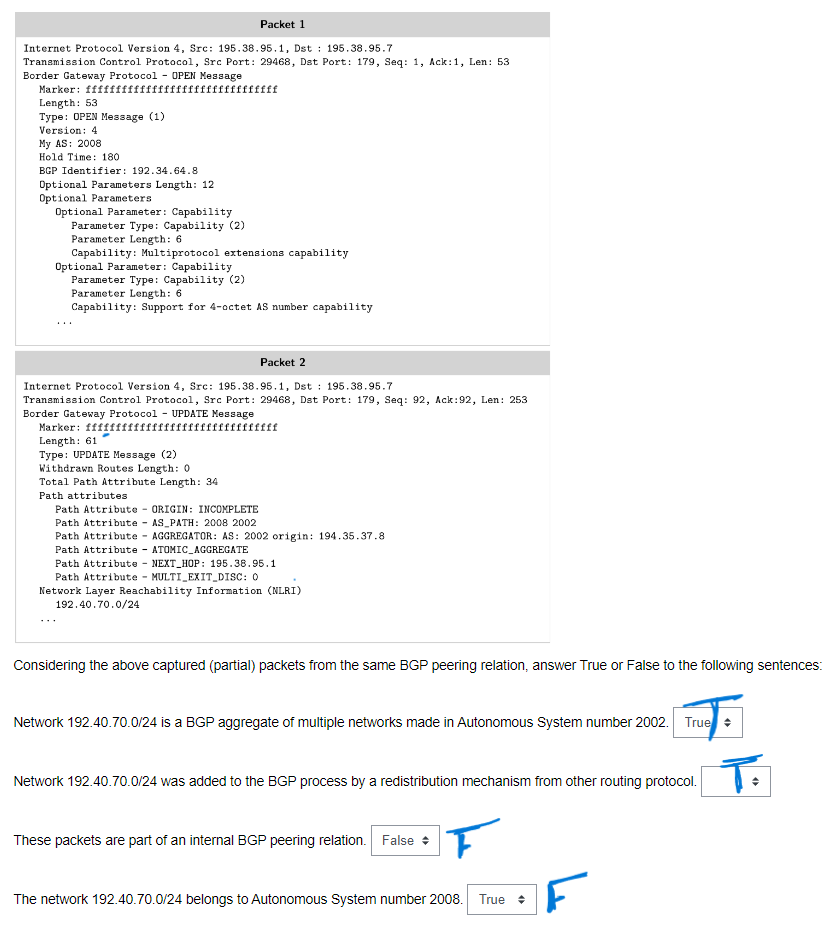 Packet 1
Internet Protocol Version 4, Src: 195.38.95.1, Dst : 195.38.95.7
Transmission Control Protocol, Src Port: 29468, Dst Port: 179, Seq: 1, Ack:1, Len: 53
Border Gateway Protocol - OPEN Message
Marker: ffffffffffffffffffffffffffffffff
Length: 53
Type: OPEN Message (1)
Version: 4
My AS: 2008
Hold Time: 180
BGP Identifier: 192.34.64.8
Optional Parameters Length: 12
Optional Parameters
Optional Parameter: Capability
Parameter Type: Capability (2)
Parameter Length: 6
Capability: Multiprotocol extensions capability
Optional Parameter: Capability
Parameter Type: Capability (2)
Parameter Length: 6
Capability: Support for 4-octet AS number capability
...
Packet 2
Internet Protocol Version 4, Src: 195.38.95.1, Dst : 195.38.95.7
Transmission Control Protocol, Src Port: 29468, Dst Port: 179, Seq: 92, Ack:92, Len: 253
Border Gateway Protocol - UPDATE Message
Marker: ffffffffffffffffffffffffffffffff
Length: 61
Type: UPDATE Message (2)
Withdrawn Routes Length: 0
Total Path Attribute Length: 34
Path attributes
Path Attribute - ORIGIN: INCOMPLETE
Path Attribute - AS_PATH: 2008 2002
Path Attribute - AGGREGATOR: AS: 2002 origin: 194.35.37.8
Path Attribute - ATOMIC_AGGREGATE
Path Attribute - NEXT_HOP: 195.38.95.1
Path Attribute - MULTI_EXIT_DISC: 0
Network Layer Reachability Information (NLRI)
192.40.70.0/24
...
Considering the above captured (partial) packets from the same BGP peering relation, answer True or False to the following sentences:
Network 192.40.70.0/24 is a BGP aggregate of multiple networks made in Autonomous System number 2002. True T
Network 192.40.70.0/24 was added to the BGP process by a redistribution mechanism from other routing protocol. T
These packets are part of an internal BGP peering relation. False F
The network 192.40.70.0/24 belongs to Autonomous System number 2008. True F